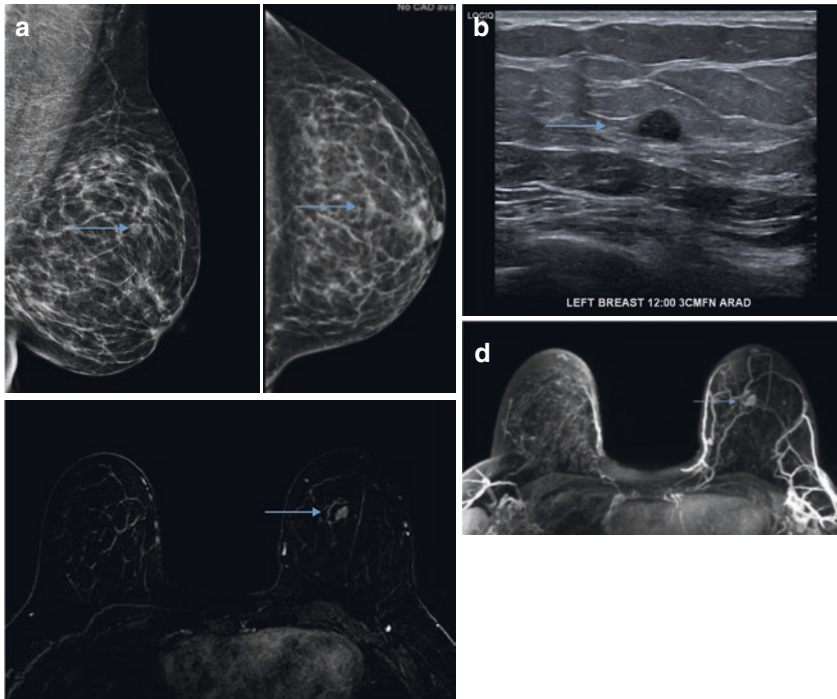 a
No CAD ava
b
LOGIQ
LEFT BREAST 12:00 3CMFN ARAD
d